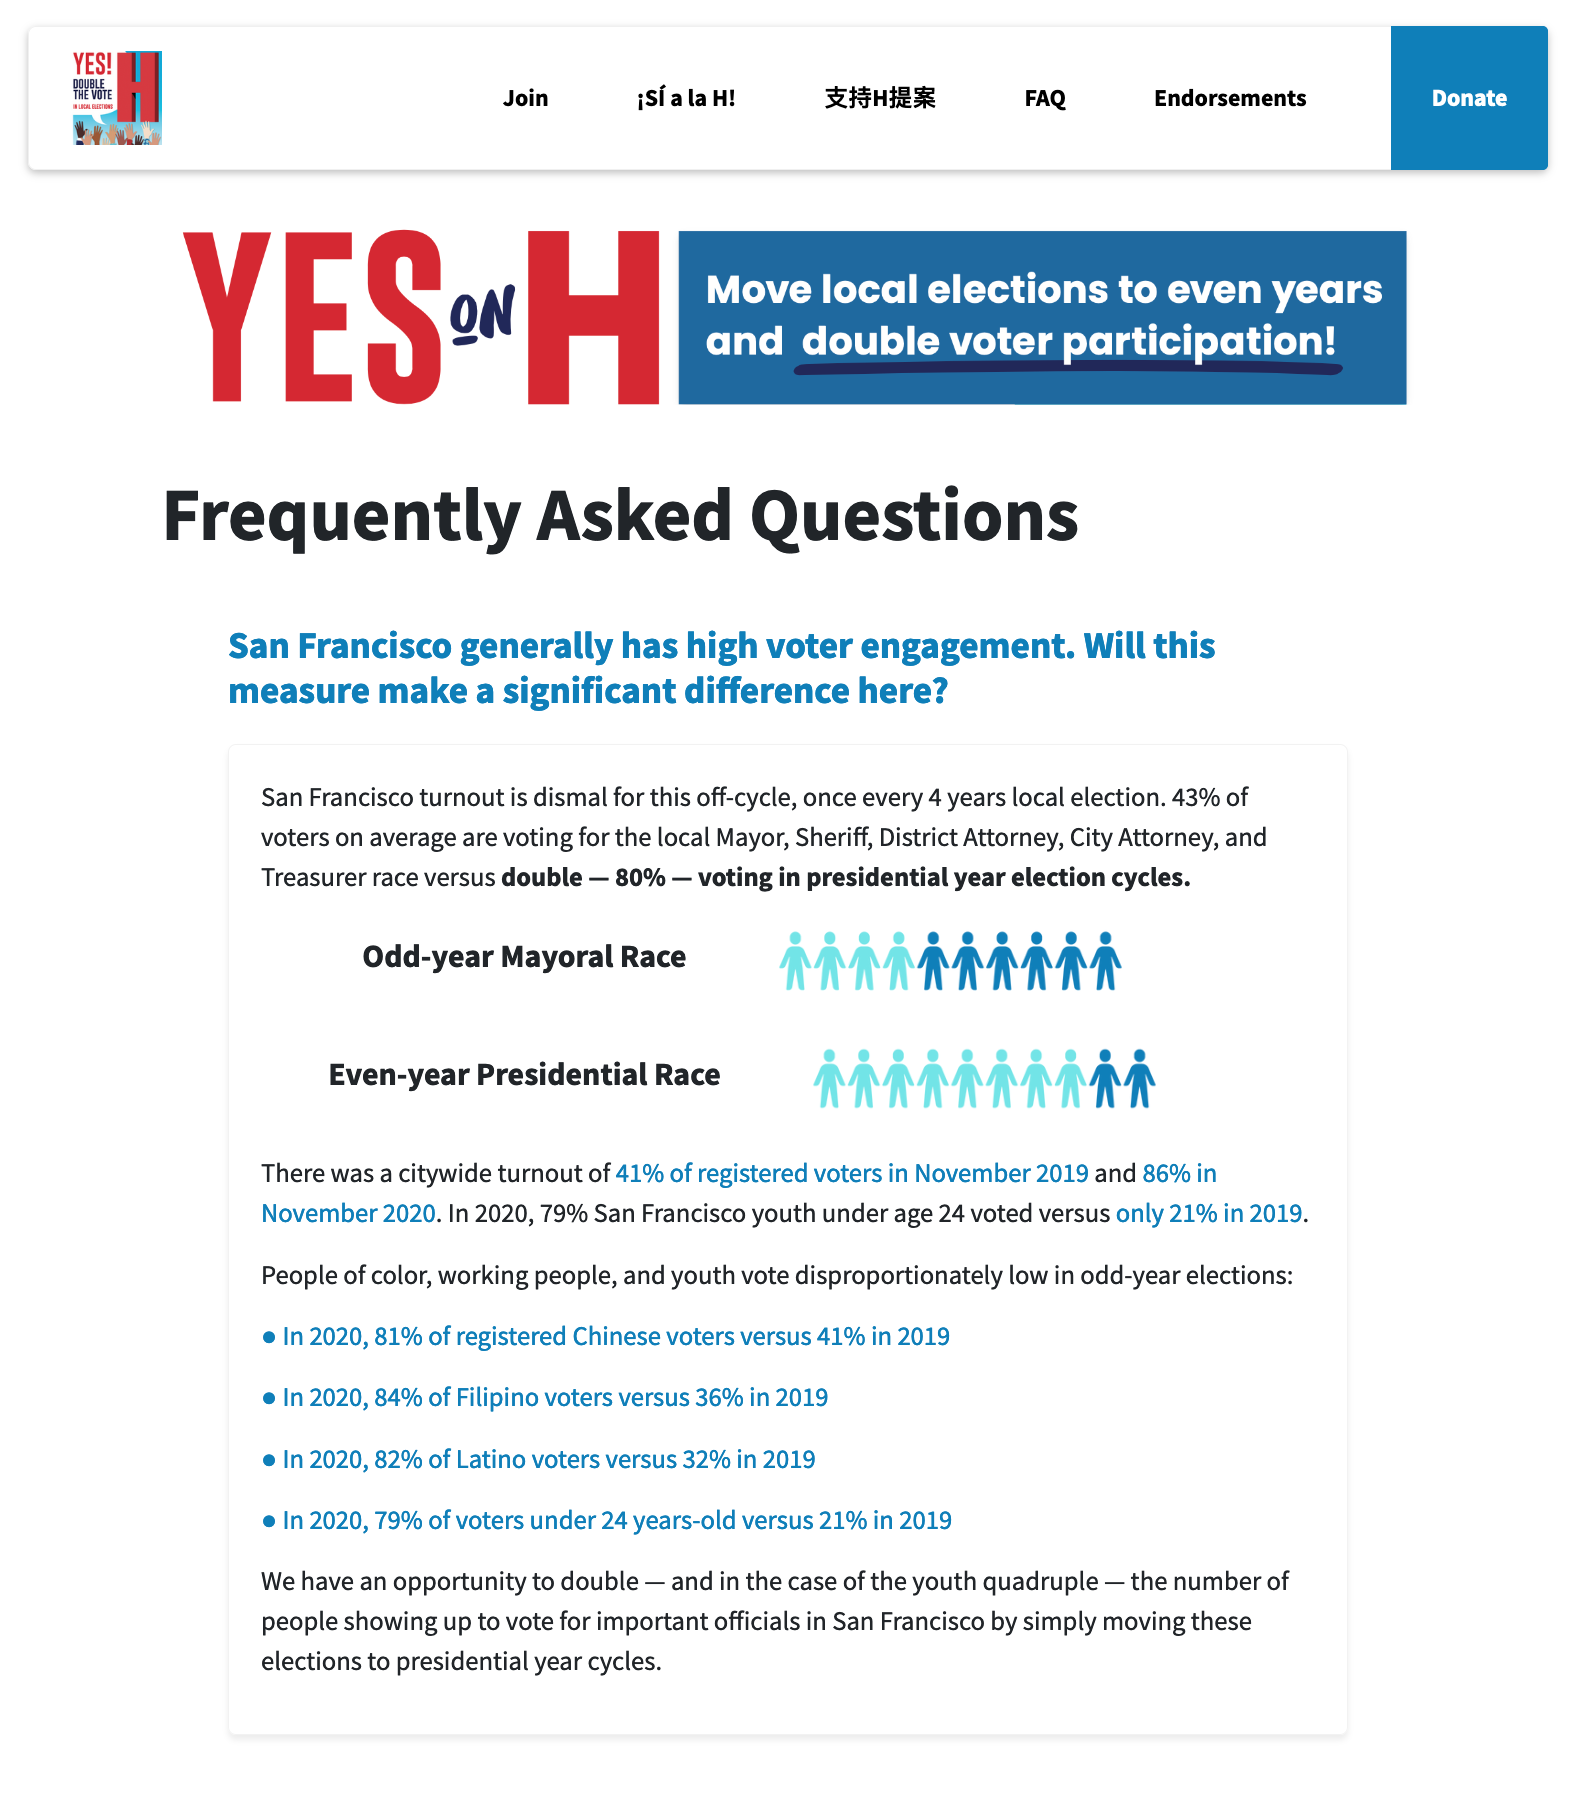 YES! H
DOUBLE
THE VOTE
IN LOCAL ELECTIONS
Join
¡SÍ a la H!
支持H提案
FAQ
Endorsements
Donate
YES ON H
Move local elections to even years
and double voter participation!
Frequently Asked Questions
San Francisco generally has high voter engagement. Will this
measure make a significant difference here?
San Francisco turnout is dismal for this off-cycle, once every 4 years local election. 43% of
voters on average are voting for the local Mayor, Sheriff, District Attorney, City Attorney, and
Treasurer race versus double — 80% — voting in presidential year election cycles.
Odd-year Mayoral Race
Even-year Presidential Race
There was a citywide turnout of 41% of registered voters in November 2019 and 86% in
November 2020. In 2020, 79% San Francisco youth under age 24 voted versus only 21% in 2019.
People of color, working people, and youth vote disproportionately low in odd-year elections:
● In 2020, 81% of registered Chinese voters versus 41% in 2019
● In 2020, 84% of Filipino voters versus 36% in 2019
● In 2020, 82% of Latino voters versus 32% in 2019
● In 2020, 79% of voters under 24 years-old versus 21% in 2019
We have an opportunity to double — and in the case of the youth quadruple — the number of
people showing up to vote for important officials in San Francisco by simply moving these
elections to presidential year cycles.